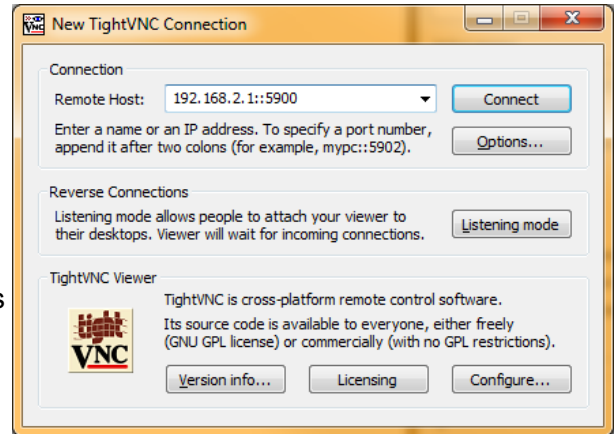 New TightVNC Connection
Connection
Remote Host: 192.168.2.1::5900 Connect
Enter a name or an IP address. To specify a port number,
append it after two colons (for example, mypc::5902).
Options...
Reverse Connections
Listening mode allows people to attach your viewer to
their desktops. Viewer will wait for incoming connections.
Listening mode
s
TightVNC Viewer
TightVNC is cross-platform remote control software.
Its source code is available to everyone, either freely
(GNU GPL license) or commercially (with no GPL restrictions).
tight
VNC
Version info... Licensing Configure...